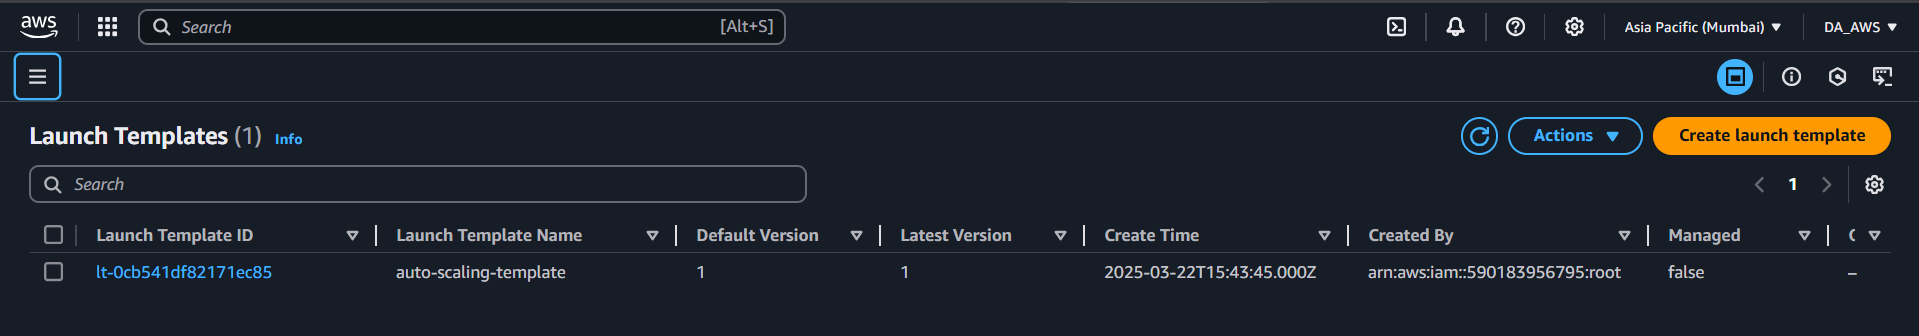 aws Search [Alt+S] Asia Pacific (Mumbai) DA_AWS
Launch Templates (1) Info Actions Create launch template
Search 1
Launch Template ID Launch Template Name Default Version Latest Version Create Time Created By Managed
lt-0cb541df82171ec85 auto-scaling-template 1 1 2025-03-22T15:43:45.000Z arn:aws:iam::590183956795:root false –